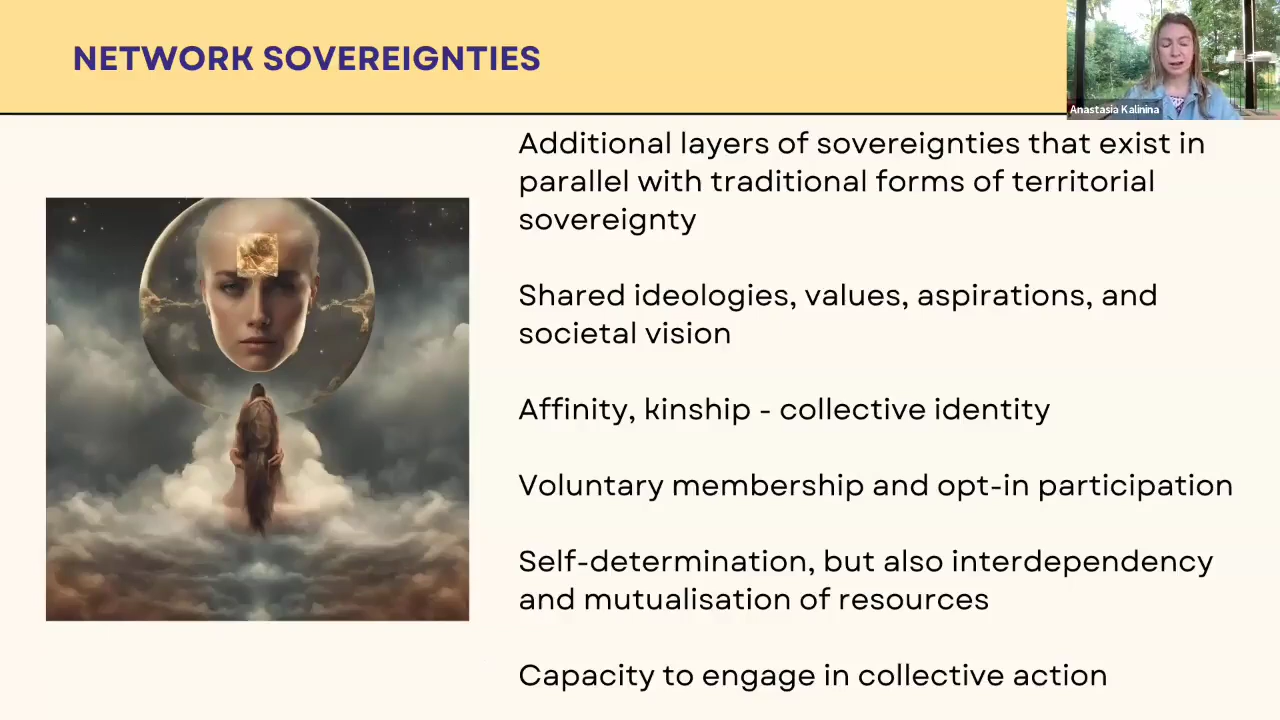 NETWORK SOVEREIGNTIES
Anastasia Kalinina
Additional layers of sovereignties that exist in
parallel with traditional forms of territorial
sovereignty
Shared ideologies, values, aspirations, and
societal vision
Affinity, kinship - collective identity
Voluntary membership and opt-in participation
Self-determination, but also interdependency
and mutualisation of resources
Capacity to engage in collective action